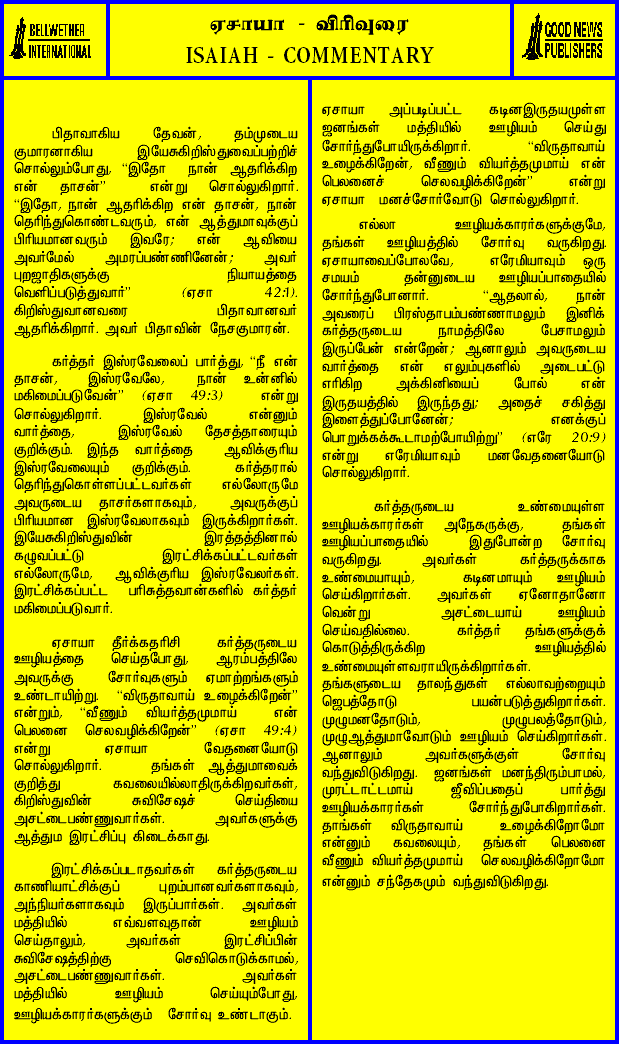 BELLWETHER
INTERNATIONAL
ஏசாயா - விரிவுரை
ISAIAH - COMMENTARY
GOOD NEWS
PUBLISHERS
பிதாவாகிய தேவன், தம்முடைய
குமாரனாகிய இயேசுகிறிஸ்துவைப்பற்றிச்
சொல்லும்போது, “இதோ நான் ஆதரிக்கிற
என் தாசன்” என்று சொல்லுகிறார்.
“இதோ, நான் ஆதரிக்கிற என் தாசன், நான்
தெரிந்துகொண்டவரும், என் ஆத்துமாவுக்குப்
பிரியமானவரும் இவரே; என் ஆவியை
அவர்மேல் அமரப்பண்ணினேன்; அவர்
புறஜாதிகளுக்கு நியாயத்தை
வெளிப்படுத்துவார்” (ஏசா 42:1).
கிறிஸ்துவானவரை பிதாவானவர்
ஆதரிக்கிறார். அவர் பிதாவின் நேசகுமாரன்.
கர்த்தர் இஸ்ரவேலைப் பார்த்து, “நீ என்
தாசன், இஸ்ரவேலே, நான் உன்னில்
மகிமைப்படுவேன்” (ஏசா 49:3) என்று
சொல்லுகிறார். இஸ்ரவேல் என்னும்
வார்த்தை, இஸ்ரவேல் தேசத்தாரையும்
குறிக்கும். இந்த வார்த்தை ஆவிக்குரிய
இஸ்ரவேலையும் குறிக்கும். கர்த்தரால்
தெரிந்துகொள்ளப்பட்டவர்கள் எல்லோருமே
அவருடைய தாசர்களாகவும், அவருக்குப்
பிரியமான இஸ்ரவேலாகவும் இருக்கிறார்கள்.
இயேசுகிறிஸ்துவின் இரத்தத்தினால்
கழுவப்பட்டு இரட்சிக்கப்பட்டவர்கள்
எல்லோருமே, ஆவிக்குரிய இஸ்ரவேலர்கள்.
இரட்சிக்கப்பட்ட பரிசுத்தவான்களில் கர்த்தர்
மகிமைப்படுவார்.
ஏசாயா தீர்க்கதரிசி கர்த்தருடைய
ஊழியத்தை செய்தபோது, ஆரம்பத்திலே
அவருக்கு சோர்வுகளும் ஏமாற்றங்களும்
உண்டாயிற்று. “விருதாவாய் உழைக்கிறேன்”
என்றும், “வீணும் வியர்த்தமுமாய் என்
பெலனை செலவழிக்கிறேன்” (ஏசா 49:4)
என்று ஏசாயா வேதனையோடு
சொல்லுகிறார். தங்கள் ஆத்துமாவைக்
குறித்து கவலையில்லாதிருக்கிறவர்கள்,
கிறிஸ்துவின் சுவிசேஷச் செய்தியை
அசட்டைபண்ணுவார்கள். அவர்களுக்கு
ஆத்தும இரட்சிப்பு கிடைக்காது.
இரட்சிக்கப்படாதவர்கள் கர்த்தருடைய
காணியாட்சிக்குப் புறம்பானவர்களாகவும்,
அந்நியர்களாகவும் இருப்பார்கள். அவர்கள்
மத்தியில் எவ்வளவுதான் ஊழியம்
செய்தாலும், அவர்கள் இரட்சிப்பின்
சுவிசேஷத்திற்கு செவிகொடுக்காமல்,
அசட்டைபண்ணுவார்கள். அவர்கள்
மத்தியில் ஊழியம் செய்யும்போது,
ஊழியக்காரர்களுக்கும் சோர்வு உண்டாகும்.
ஏசாயா அப்படிப்பட்ட கடினஇருதயமுள்ள
ஜனங்கள் மத்தியில் ஊழியம் செய்து
சோர்ந்துபோயிருக்கிறார். “விருதாவாய்
உழைக்கிறேன், வீணும் வியர்த்தமுமாய் என்
பெலனைச் செலவழிக்கிறேன்” என்று
ஏசாயா மனச்சோர்வோடு சொல்லுகிறார்.
எல்லா ஊழியக்காரர்களுக்குமே,
தங்கள் ஊழியத்தில் சோர்வு வருகிறது.
ஏசாயாவைப்போலவே, எரேமியாவும் ஒரு
சமயம் தன்னுடைய ஊழியப்பாதையில்
சோர்ந்துபோனார். “ஆதலால், நான்
அவரைப் பிரஸ்தாபம்பண்ணாமலும் இனிக்
கர்த்தருடைய நாமத்திலே பேசாமலும்
இருப்பேன் என்றேன்; ஆனாலும் அவருடைய
வார்த்தை என் எலும்புகளில் அடைபட்டு
எரிகிற அக்கினியைப் போல் என்
இருதயத்தில் இருந்தது; அதைச் சகித்து
இளைத்துப்போனேன்; எனக்குப்
பொறுக்கக்கூடாமற்போயிற்று” (எரே 20:9)
என்று எரேமியாவும் மனவேதனையோடு
சொல்லுகிறார்.
கர்த்தருடைய உண்மையுள்ள
ஊழியக்காரர்கள் அநேகருக்கு, தங்கள்
ஊழியப்பாதையில் இதுபோன்ற சோர்வு
வருகிறது. அவர்கள் கர்த்தருக்காக
உண்மையாயும், கடினமாயும் ஊழியம்
செய்கிறார்கள். அவர்கள் ஏனோதானோ
வென்று அசட்டையாய் ஊழியம்
செய்வதில்லை. கர்த்தர் தங்களுக்குக்
கொடுத்திருக்கிற ஊழியத்தில்
உண்மையுள்ளவராயிருக்கிறார்கள்.
தங்களுடைய தாலந்துகள் எல்லாவற்றையும்
ஜெபத்தோடு பயன்படுத்துகிறார்கள்.
முழுமனதோடும், முழுபலத்தோடும்,
முழுஆத்துமாவோடும் ஊழியம் செய்கிறார்கள்.
ஆனாலும் அவர்களுக்குள் சோர்வு
வந்துவிடுகிறது. ஜனங்கள் மனந்திரும்பாமல்,
முரட்டாட்டமாய் ஜீவிப்பதைப் பார்த்து
ஊழியக்காரர்கள் சோர்ந்துபோகிறார்கள்.
தாங்கள் விருதாவாய் உழைக்கிறோமோ
என்னும் கவலையும், தங்கள் பெலனை
வீணும் வியர்த்தமுமாய் செலவழிக்கிறோமோ
என்னும் சந்தேகமும் வந்துவிடுகிறது.